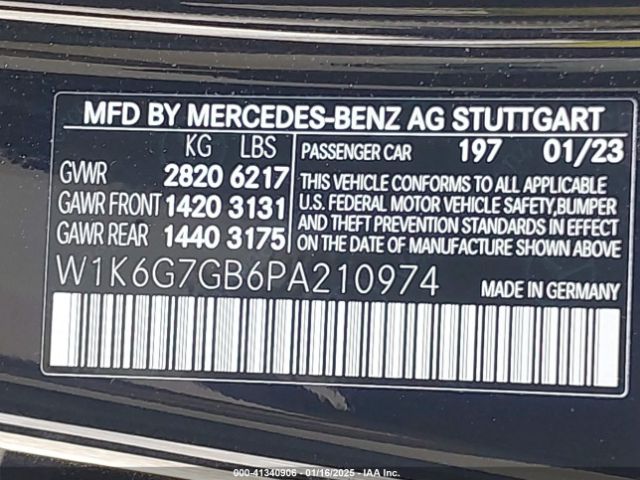 MFD BY MERCEDES-BENZ AG STUTTGART
KG LBS
GVWR 2820 6217
GAWR FRONT 1420 3131
GAWR REAR 1440 3175
PASSENGER CAR 197 01/23
THIS VEHICLE CONFORMS TO ALL APPLICABLE
U.S. FEDERAL MOTOR VEHICLE SAFETY,BUMPER
AND THEFT PREVENTION STANDARDS IN EFFECT
ON THE DATE OF MANUFACTURE SHOWN ABOVE.
W1K6G7GB6PA210974
MADE IN GERMANY
000 - 41340906 - 01/16/2025 - IAA Inc.